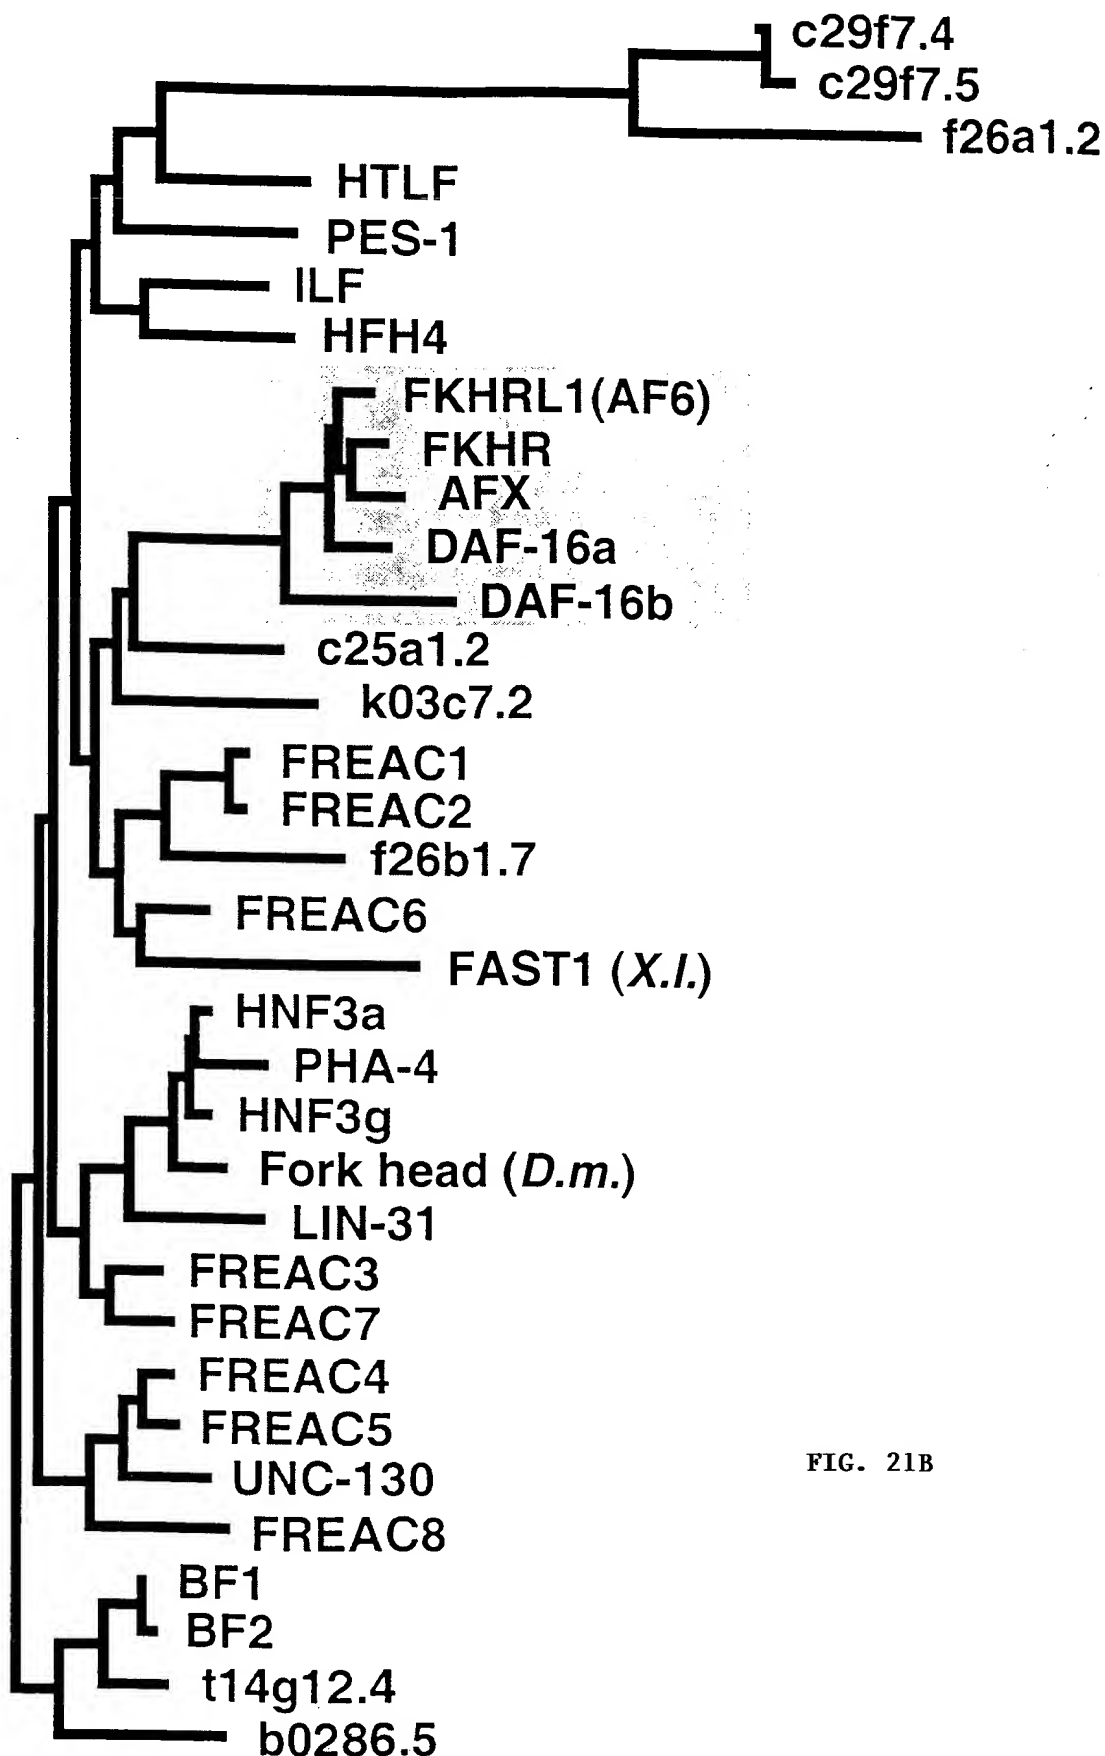 c29f7.4
c29f7.5
f26a1.2
HTLF
PES-1
ILF
HFH4
FKHRL1(AF6)
FKHR
AFX
DAF-16a
DAF-16b
c25a1.2
k03c7.2
FREAC1
FREAC2
f26b1.7
FREAC6
FAST1 (X.l.)
HNF3a
PHA-4
HNF3g
Fork head (D.m.)
LIN-31
FREAC3
FREAC7
FREAC4
FREAC5
UNC-130
FIG. 21B
FREAC8
BF1
BF2
t14g12.4
b0286.5